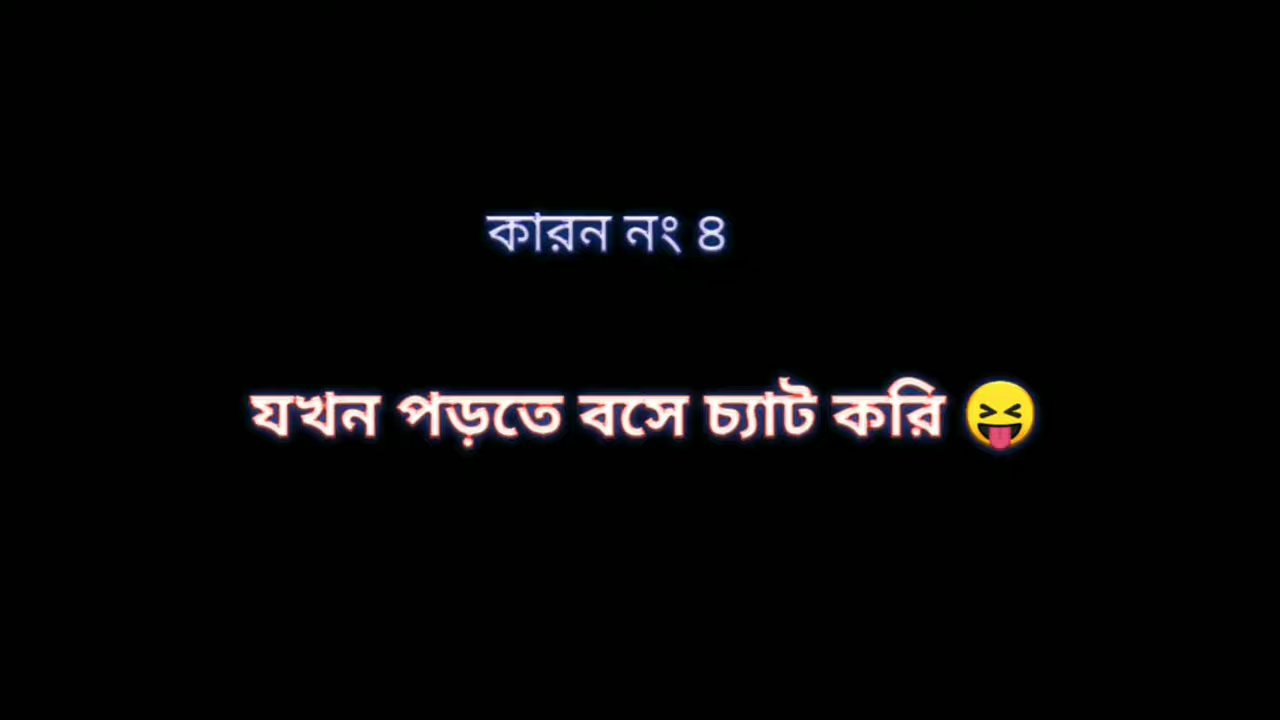 কারন নং ৪
যখন পড়তে বসে চ্যাট করি 😝